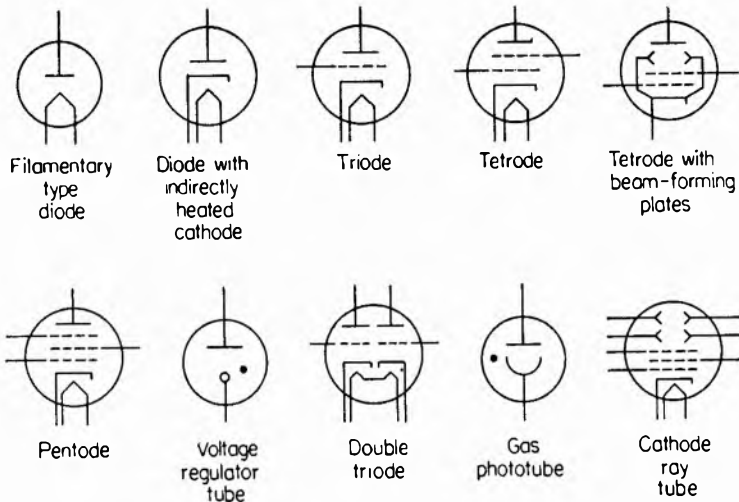 Filamentary
type
diode
Diode with
indirectly
heated
cathode
Triode
Tetrode
Tetrode with
beam-forming
plates
Pentode
Voltage
regulator
tube
Double
triode
Gas
phototube
Cathode
ray
tube